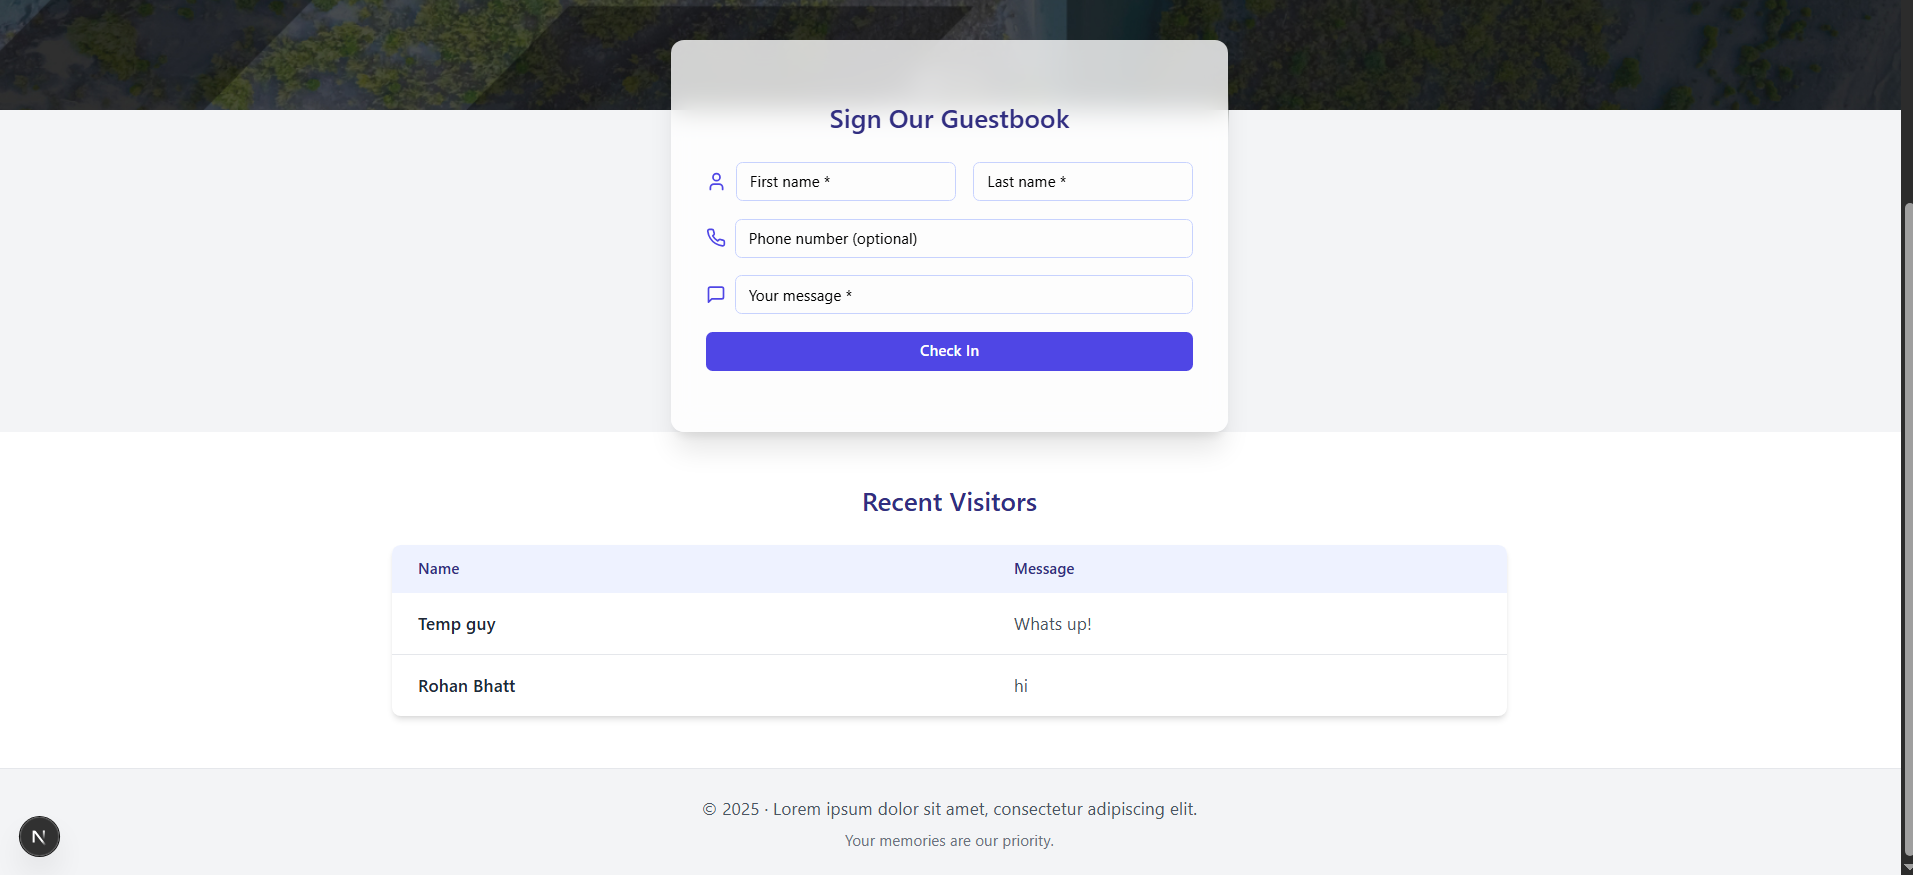 Sign Our Guestbook
First name *
Last name *
Phone number (optional)
Your message *
Check In
Recent Visitors
Name Message
Temp guy Whats up!
Rohan Bhatt hi
© 2025 · Lorem ipsum dolor sit amet, consectetur adipiscing elit.
Your memories are our priority.
N